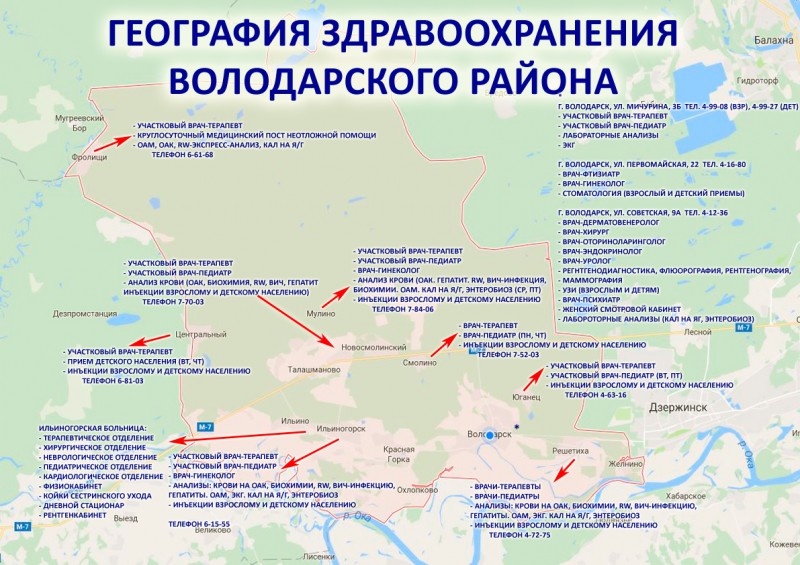 ГЕОГРАФИЯ ЗДРАВООХРАНЕНИЯ
ВОЛОДАРСКОГО РАЙОНА
Балахна
Гидроторф
Мугреевский
Бор
Фролищи
- УЧАСТКОВЫЙ ВРАЧ-ТЕРАПЕВТ
- КРУГЛОСУТОЧНЫЙ МЕДИЦИНСКИЙ ПОСТ НЕОТЛОЖНОЙ ПОМОЩИ
- ОАМ, ОАК, RW-ЭКСПРЕСС-АНАЛИЗ, КАЛ НА Я/Г
ТЕЛЕФОН 6-61-68
Г. ВОЛОДАРСК, УЛ. МИЧУРИНА, 3Б ТЕЛ. 4-99-08 (ВЗР), 4-99-27 (ДЕТ)
- УЧАСТКОВЫЙ ВРАЧ-ТЕРАПЕВТ
- УЧАСТКОВЫЙ ВРАЧ-ПЕДИАТР
- ЛАБОРАТОРНЫЕ АНАЛИЗЫ
- ЭКГ
Г. ВОЛОДАРСК, УЛ. ПЕРВОМАЙСКАЯ, 22 ТЕЛ. 4-16-80
- ВРАЧ-ФТИЗИАТР
- ВРАЧ-ГИНЕКОЛОГ
- СТОМАТОЛОГИЯ (ВЗРОСЛЫЙ И ДЕТСКИЙ ПРИЕМЫ)
Г. ВОЛОДАРСК, УЛ. СОВЕТСКАЯ, 9А ТЕЛ. 4-12-36
- ВРАЧ-ДЕРМАТОВЕНЕРОЛОГ
- ВРАЧ-ХИРУРГ
- ВРАЧ-ОТОРИНОЛАРИНГОЛОГ
- ВРАЧ-ЭНДОКРИНОЛОГ
- ВРАЧ-УРОЛОГ
- РЕГНТГЕНОДИАГНОСТИКА, ФЛЮОРОГРАФИЯ, РЕНТГЕНОГРАФИЯ,
- МАММОГРАФИЯ
- УЗИ (ВЗРОСЛЫМ И ДЕТЯМ)
- ВРАЧ-ПСИХИАТР
- ЖЕНСКИЙ СМОТРОВОЙ КАБИНЕТ
- ЛАБОРОТОРНЫЕ АНАЛИЗЫ (КАЛ НА ЯГ, ЭНТЕРОБИОЗ)
- УЧАСТКОВЫЙ ВРАЧ-ТЕРАПЕВТ
- УЧАСТКОВЫЙ ВРАЧ-ПЕДИАТР
- АНАЛИЗ КРОВИ (ОАК, БИОХИМИЯ, RW, ВИЧ, ГЕПАТИТ
ИНЪЕКЦИИ ВЗРОСЛОМУ И ДЕТСКОМУ НАСЕЛЕНИЮ)
ТЕЛЕФОН 7-70-03
- УЧАСТКОВЫЙ ВРАЧ-ТЕРАПЕВТ
- УЧАСТКОВЫЙ ВРАЧ-ПЕДИАТР
- ВРАЧ-ГИНЕКОЛОГ
- АНАЛИЗ КРОВИ (ОАК. ГЕПАТИТ. RW, ВИЧ-ИНФЕКЦИЯ,
БИОХИМИЯ. ОАМ. КАЛ НА Я/Г, ЭНТЕРОБИОЗ (СР, ПТ)
- ИНЪЕКЦИИ ВЗРОСЛОМУ И ДЕТСКОМУ НАСЕЛЕНИЮ
ТЕЛЕФОН 7-84-06
Дзержинский
Мулино
Дезпромстанция
Центральный
Новосмолинский
Талашманово
Смолино
Лесной
М-7
М-7
- ВРАЧ-ТЕРАПЕВТ
- ВРАЧ-ПЕДИАТР (ПН, ЧТ)
- ИНЪЕКЦИИ ВЗРОСЛОМУ И ДЕТСКОМУ НАСЕЛЕНИЮ
ТЕЛЕФОН 7-52-03
- УЧАСТКОВЫЙ ВРАЧ-ТЕРАПЕВТ
- ПРИЕМ ДЕТСКОГО НАСЕЛЕНИЯ (ВТ, ЧТ)
- ИНЪЕКЦИИ ВЗРОСЛОМУ И ДЕТСКОМУ НАСЕЛЕНИЮ
ТЕЛЕФОН 6-81-03
- УЧАСТКОВЫЙ ВРАЧ-ТЕРАПЕВТ
- УЧАСТКОВЫЙ ВРАЧ-ПЕДИАТР (ВТ, ПТ)
- ИНЪЕКЦИИ ВЗРОСЛОМУ И ДЕТСКОМУ НАСЕЛЕНИЮ
ТЕЛЕФОН 4-63-16
Юганец
Дзержинск
Ильино
Ильиногорск
Володарск
*
Красная
Горка
Решетиха
Желнино
Охлопково
Хабарское
р. Ока
р. Ока
ИЛЬИНОГОРСКАЯ БОЛЬНИЦА:
- ТЕРАПЕВТИЧЕСКОЕ ОТДЕЛЕНИЕ
- ХИРУРГИЧЕСКОЕ ОТДЕЛЕНИЕ
- НЕВРОЛОГИЧЕСКОЕ ОТДЕЛЕНИЕ
- ПЕДИАТРИЧЕСКОЕ ОТДЕЛЕНИЕ
- КАРДИОЛОГИЧЕСКОЕ ОТДЕЛЕНИЕ
- ФИЗИОКАБИНЕТ
- КОЙКИ СЕСТРИНСКОГО УХОДА
- ДНЕВНОЙ СТАЦИОНАР
- РЕНТГЕНКАБИНЕТ
- УЧАСТКОВЫЙ ВРАЧ-ТЕРАПЕВТ
- УЧАСТКОВЫЙ ВРАЧ-ПЕДИАТР
- ВРАЧ-ГИНЕКОЛОГ
- АНАЛИЗЫ: КРОВИ НА ОАК, БИОХИМИИ, RW, ВИЧ-ИНФЕКЦИЮ,
ГЕПАТИТЫ. ОАМ, ЭКГ. КАЛ НА Я/Г, ЭНТЕРОБИОЗ
- ИНЪЕКЦИИ ВЗРОСЛОМУ И ДЕТСКОМУ НАСЕЛЕНИЮ
ТЕЛЕФОН 6-15-55
- ВРАЧИ-ТЕРАПЕВТЫ
- ВРАЧИ-ПЕДИАТРЫ
- АНАЛИЗЫ: КРОВИ НА ОАК, БИОХИМИЮ, RW, ВИЧ-ИНФЕКЦИЮ,
ГЕПАТИТЫ. ОАМ, ЭКГ. КАЛ НА Я/Г, ЭНТЕРОБИОЗ
- ИНЪЕКЦИИ ВЗРОСЛОМУ И ДЕТСКОМУ НАСЕЛЕНИЮ
ТЕЛЕФОН 4-72-75
Выезд
Великово
Лисенки